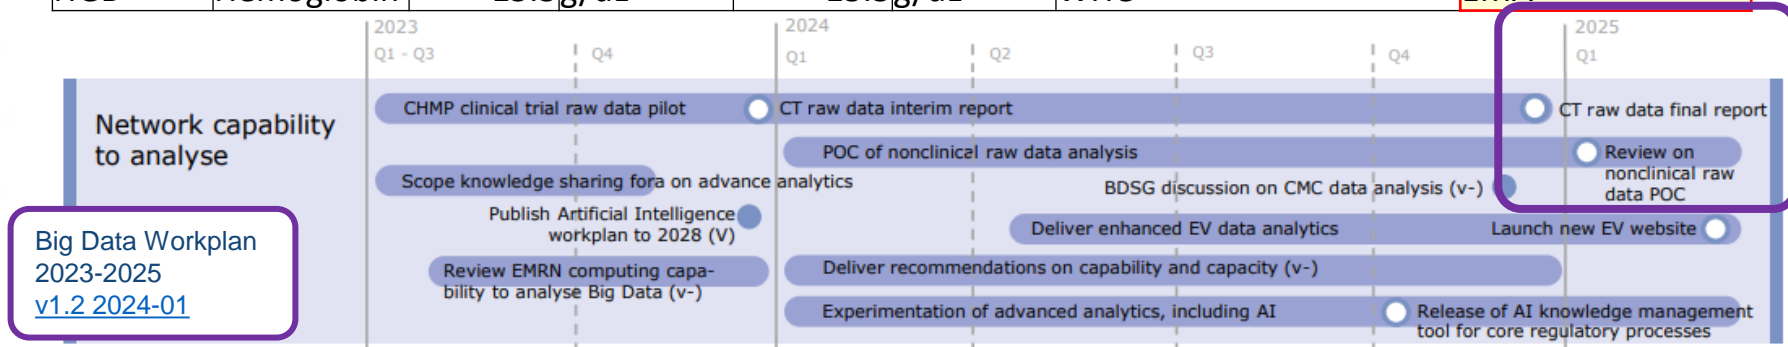 2023
2024
2025
Q1 - Q3
Q4
Q1
Q2
Q3
Q4
Q1
Network capability
to analyse
CHMP clinical trial raw data pilot
CT raw data interim report
CT raw data final report
POC of nonclinical raw data analysis
Review on
nonclinical raw
data POC
Scope knowledge sharing fora on advance analytics
BDSG discussion on CMC data analysis (v-)
Publish Artificial Intelligence
workplan to 2028 (V)
Deliver enhanced EV data analytics
Launch new EV website
Review EMRN computing capa-
bility to analyse Big Data (v-)
Deliver recommendations on capability and capacity (v-)
Experimentation of advanced analytics, including AI
Release of AI knowledge management
tool for core regulatory processes
Big Data Workplan
2023-2025
v1.2 2024-01